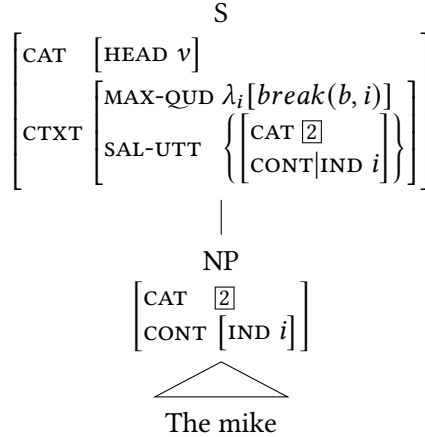 S
CAT [HEAD v]
CTXT [MAX-QUD λi[break(b, i)]
SAL-UTT {[CAT 2
CONT|IND i]}]
NP
[CAT 2
CONT [IND i]]
The mike